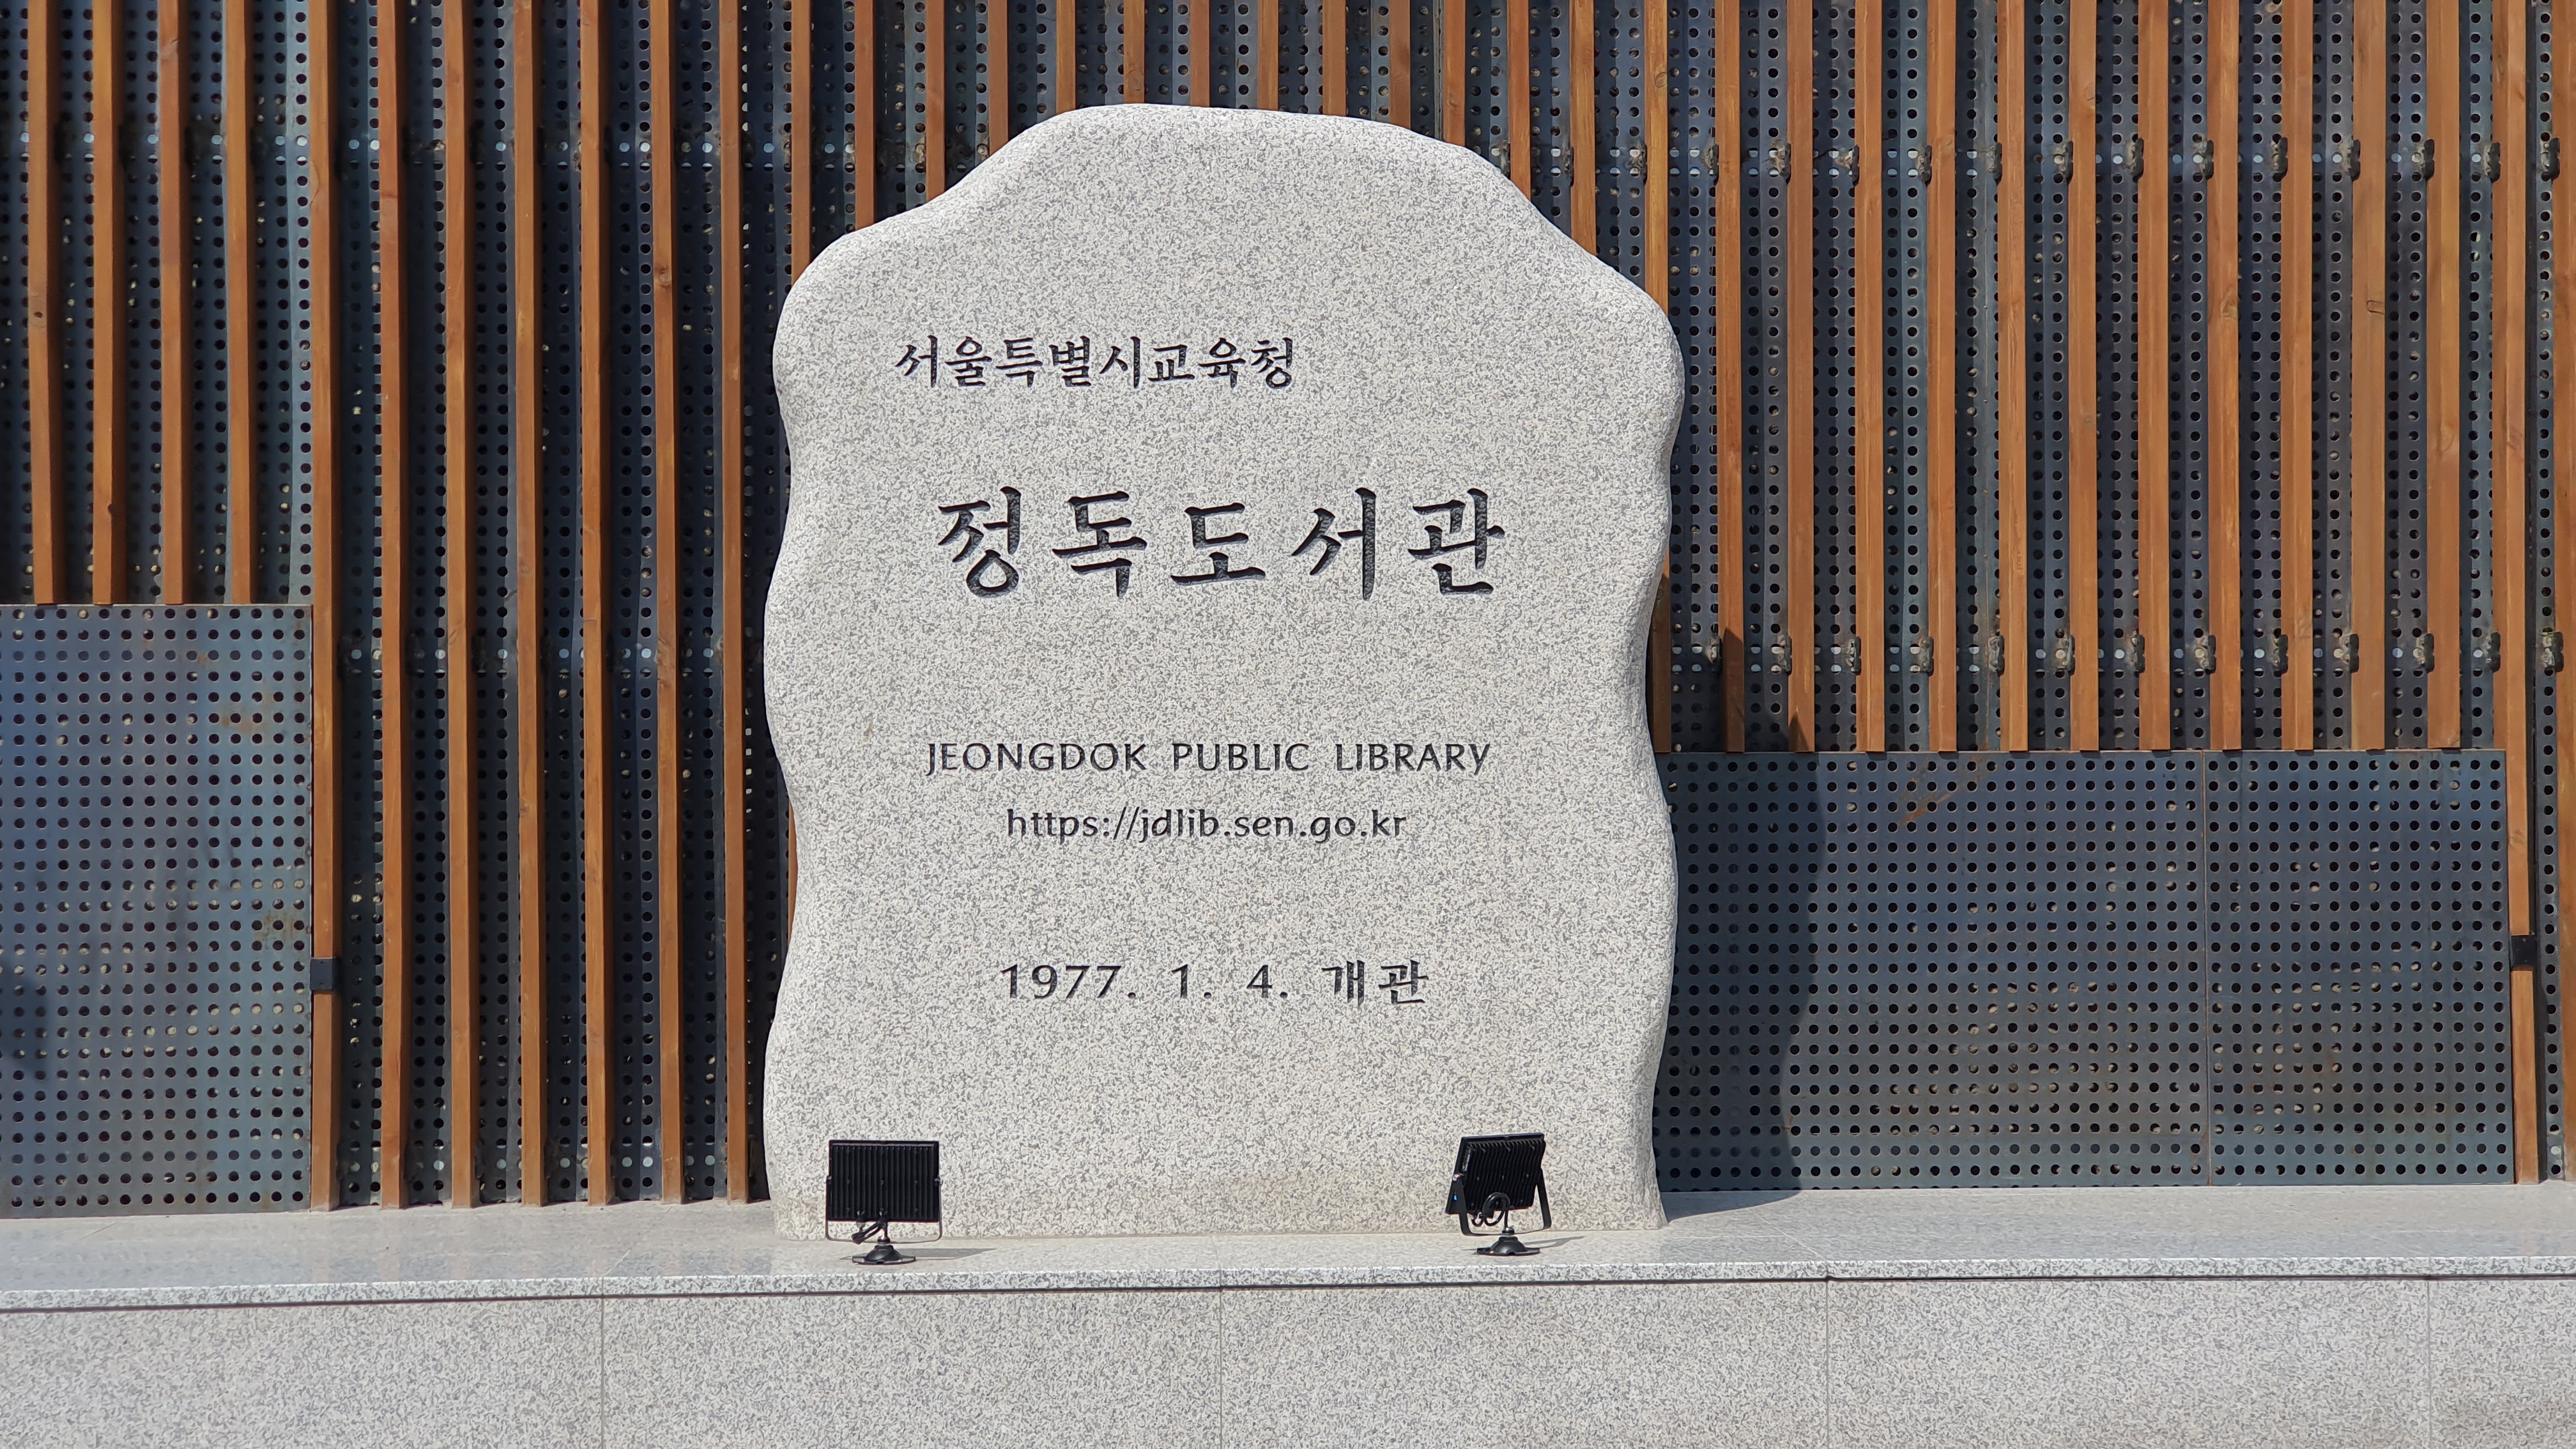 서울특별시교육청
정독도서관
JEONGDOK PUBLIC LIBRARY
https://jdlib.sen.go.kr
1977. 1. 4. 개관